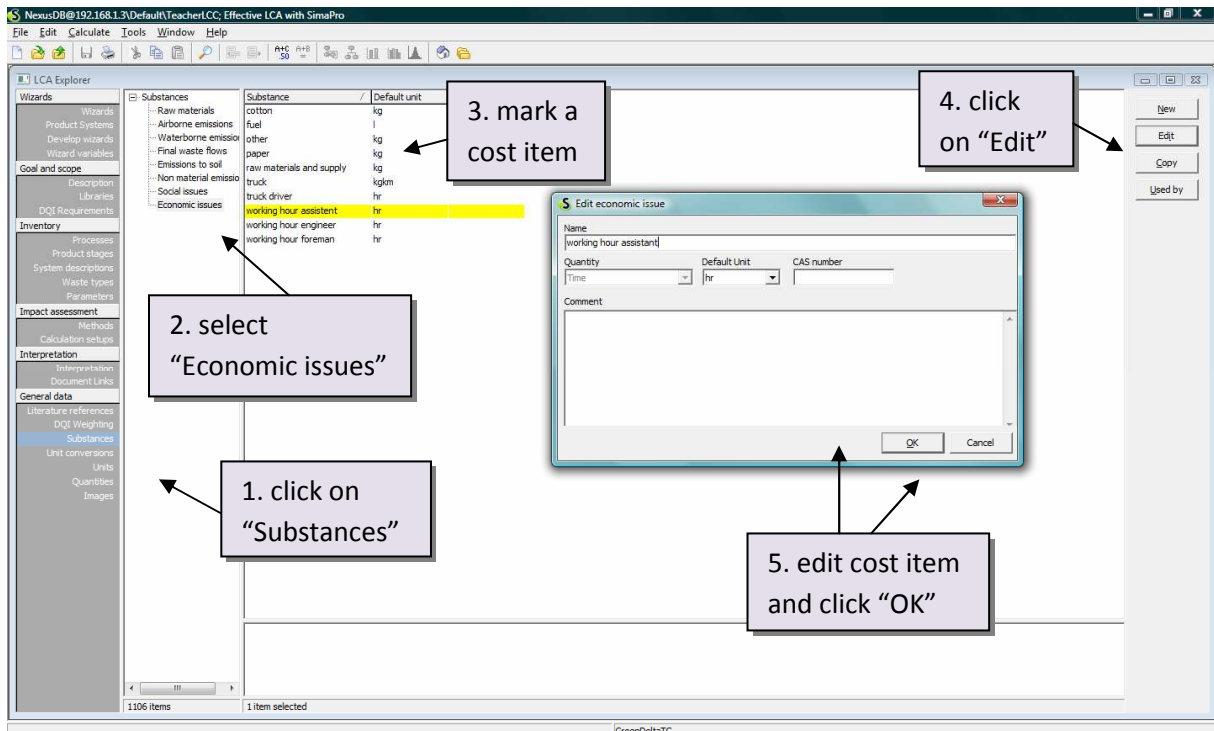 NexusDB@192.168.1.3\Default\TeacherLCC; Effective LCA with SimaPro
File Edit Calculate Tools Window Help
A+C .50 A+B =
LCA Explorer
Wizards
Wizards
Product Systems
Develop wizards
Wizard variables
Goal and scope
Description
Libraries
DQI Requirements
Inventory
Processes
Product stages
System descriptions
Waste types
Parameters
Impact assessment
Methods
Calculation setups
Interpretation
Interpretation
Document Links
General data
Literature references
DQI Weighting
Substances
Unit conversions
Units
Quantities
Images
Substances
Raw materials
Airborne emissions
Waterborne emission
Final waste flows
Emissions to soil
Non material emissio
Social issues
Economic issues
Substance / Default unit
cotton kg
fuel l
other kg
paper kg
raw materials and supply kg
truck kgkm
truck driver hr
working hour assistent hr
working hour engineer hr
working hour foreman hr
3. mark a
cost item
4. click
on “Edit”
New
Edit
Copy
Used by
Edit economic issue
Name
working hour assistant
Quantity Default Unit CAS number
Time hr
Comment
OK Cancel
2. select
“Economic issues”
1. click on
“Substances”
5. edit cost item
and click “OK”
1106 items 1 item selected
GreenDeltaTC